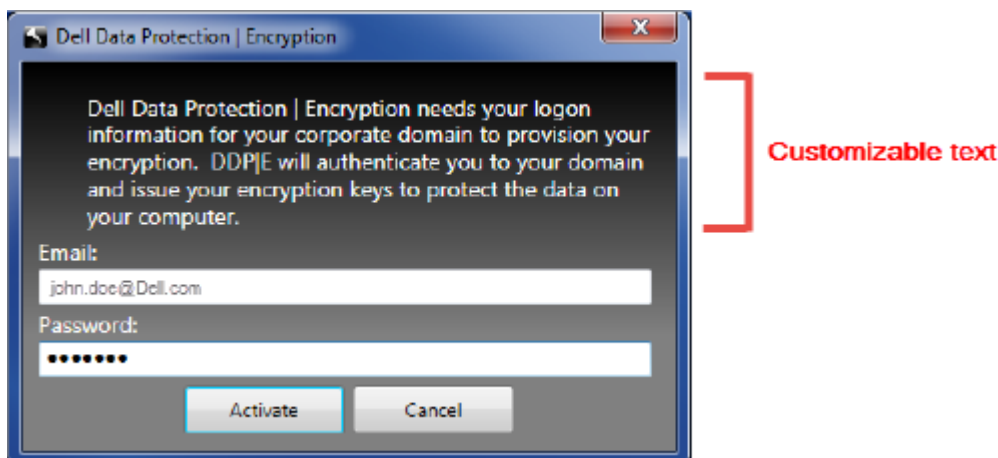 Dell Data Protection | Encryption
X
Dell Data Protection | Encryption needs your logon
information for your corporate domain to provision your
encryption.  DDP|E will authenticate you to your domain
and issue your encryption keys to protect the data on
your computer.
Customizable text
Email:
john.doe@Dell.com
Password:
•••••••
Activate
Cancel